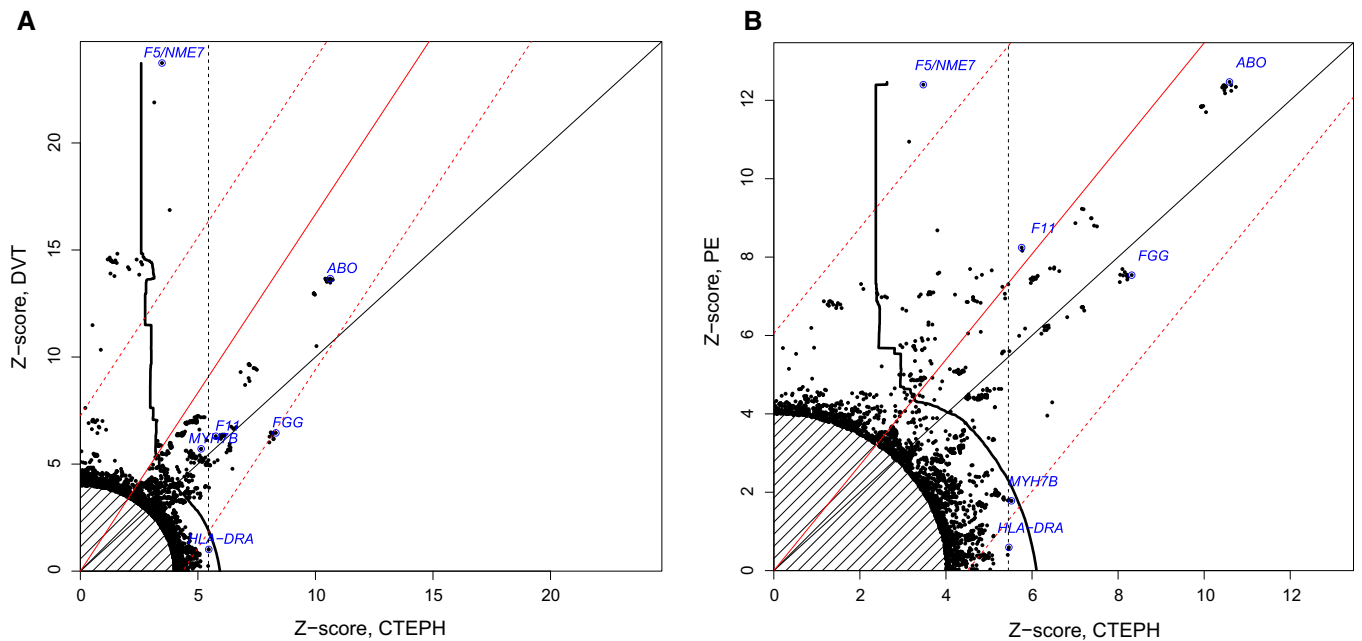 A
F5/NME7
ABO
F11
MYH7B
FGG
HLA-DRA
Z-score, DVT
0 5 10 15 20
0 5 10 15 20
Z-score, CTEPH
B
F5/NME7
ABO
F11
FGG
MYH7B
HLA-DRA
Z-score, PE
0 2 4 6 8 10 12
0 2 4 6 8 10 12
Z-score, CTEPH